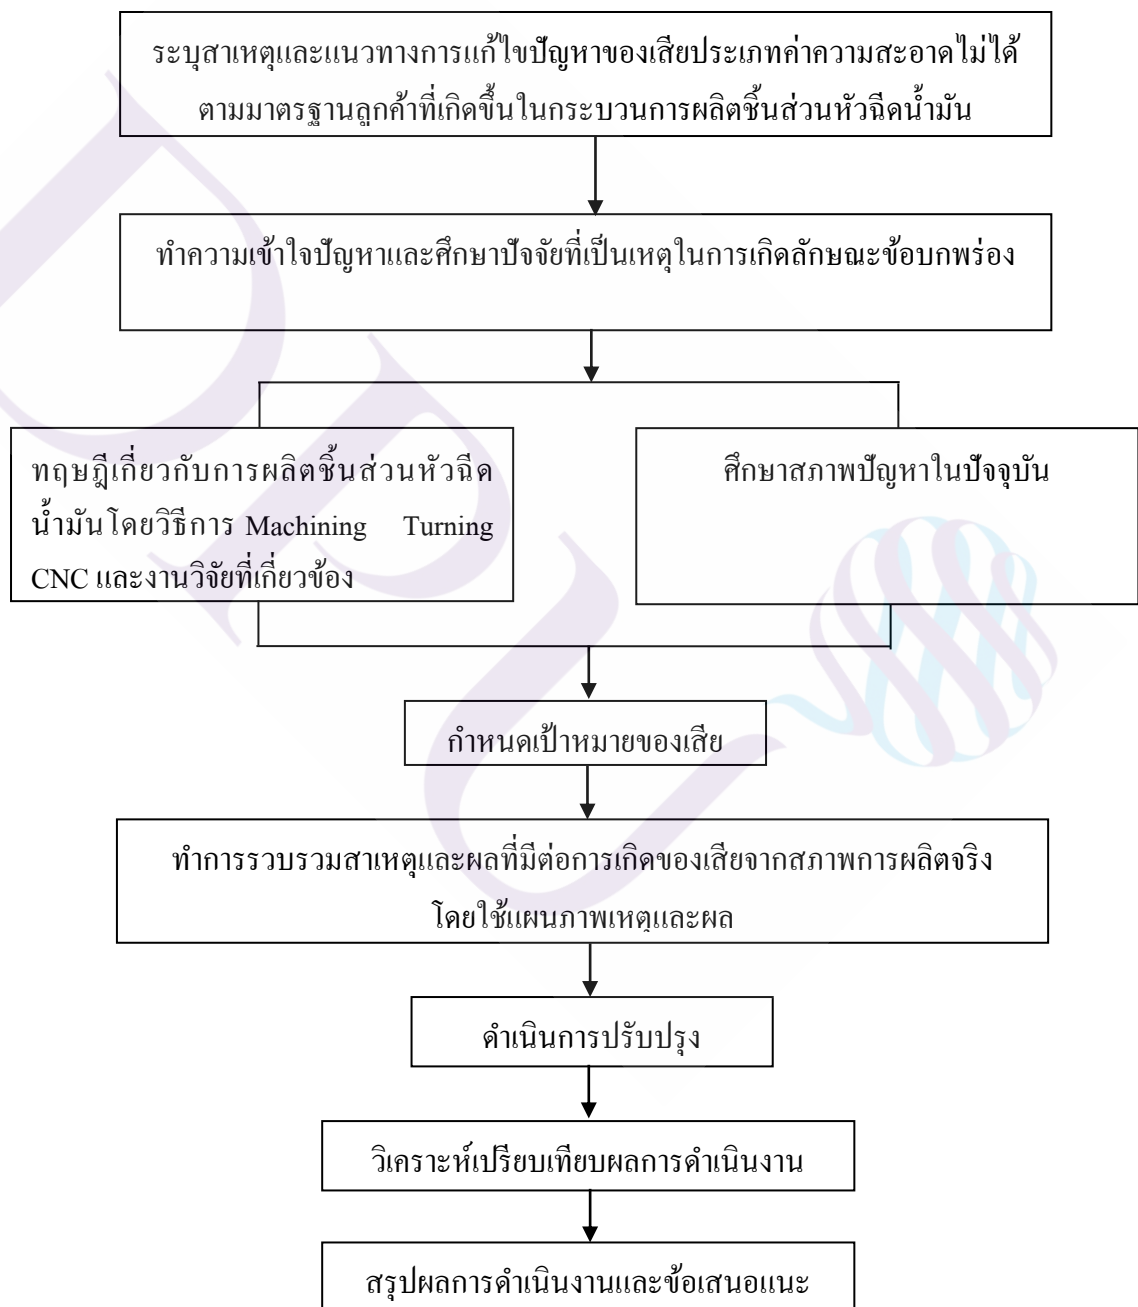 ระบุสาเหตุและแนวทางการแก้ไขปัญหาของเสียประเภทค่าความสะอาดไม่ได้
ตามมาตรฐานลูกค้าที่เกิดขึ้นในกระบวนการผลิตชิ้นส่วนหัวฉีดน้ำมัน
ทำความเข้าใจปัญหาและศึกษาปัจจัยที่เป็นเหตุในการเกิดลักษณะข้อบกพร่อง
ทฤษฎีเกี่ยวกับการผลิตชิ้นส่วนหัวฉีด
น้ำมันโดยวิธีการ Machining Turning
CNC และงานวิจัยที่เกี่ยวข้อง
ศึกษาสภาพปัญหาในปัจจุบัน
กำหนดเป้าหมายของเสีย
ทำการรวบรวมสาเหตุและผลที่มีต่อการเกิดของเสียจากสภาพการผลิตจริง
โดยใช้แผนภาพเหตุและผล
ดำเนินการปรับปรุง
วิเคราะห์เปรียบเทียบผลการดำเนินงาน
สรุปผลการดำเนินงานและข้อเสนอแนะ
DPU